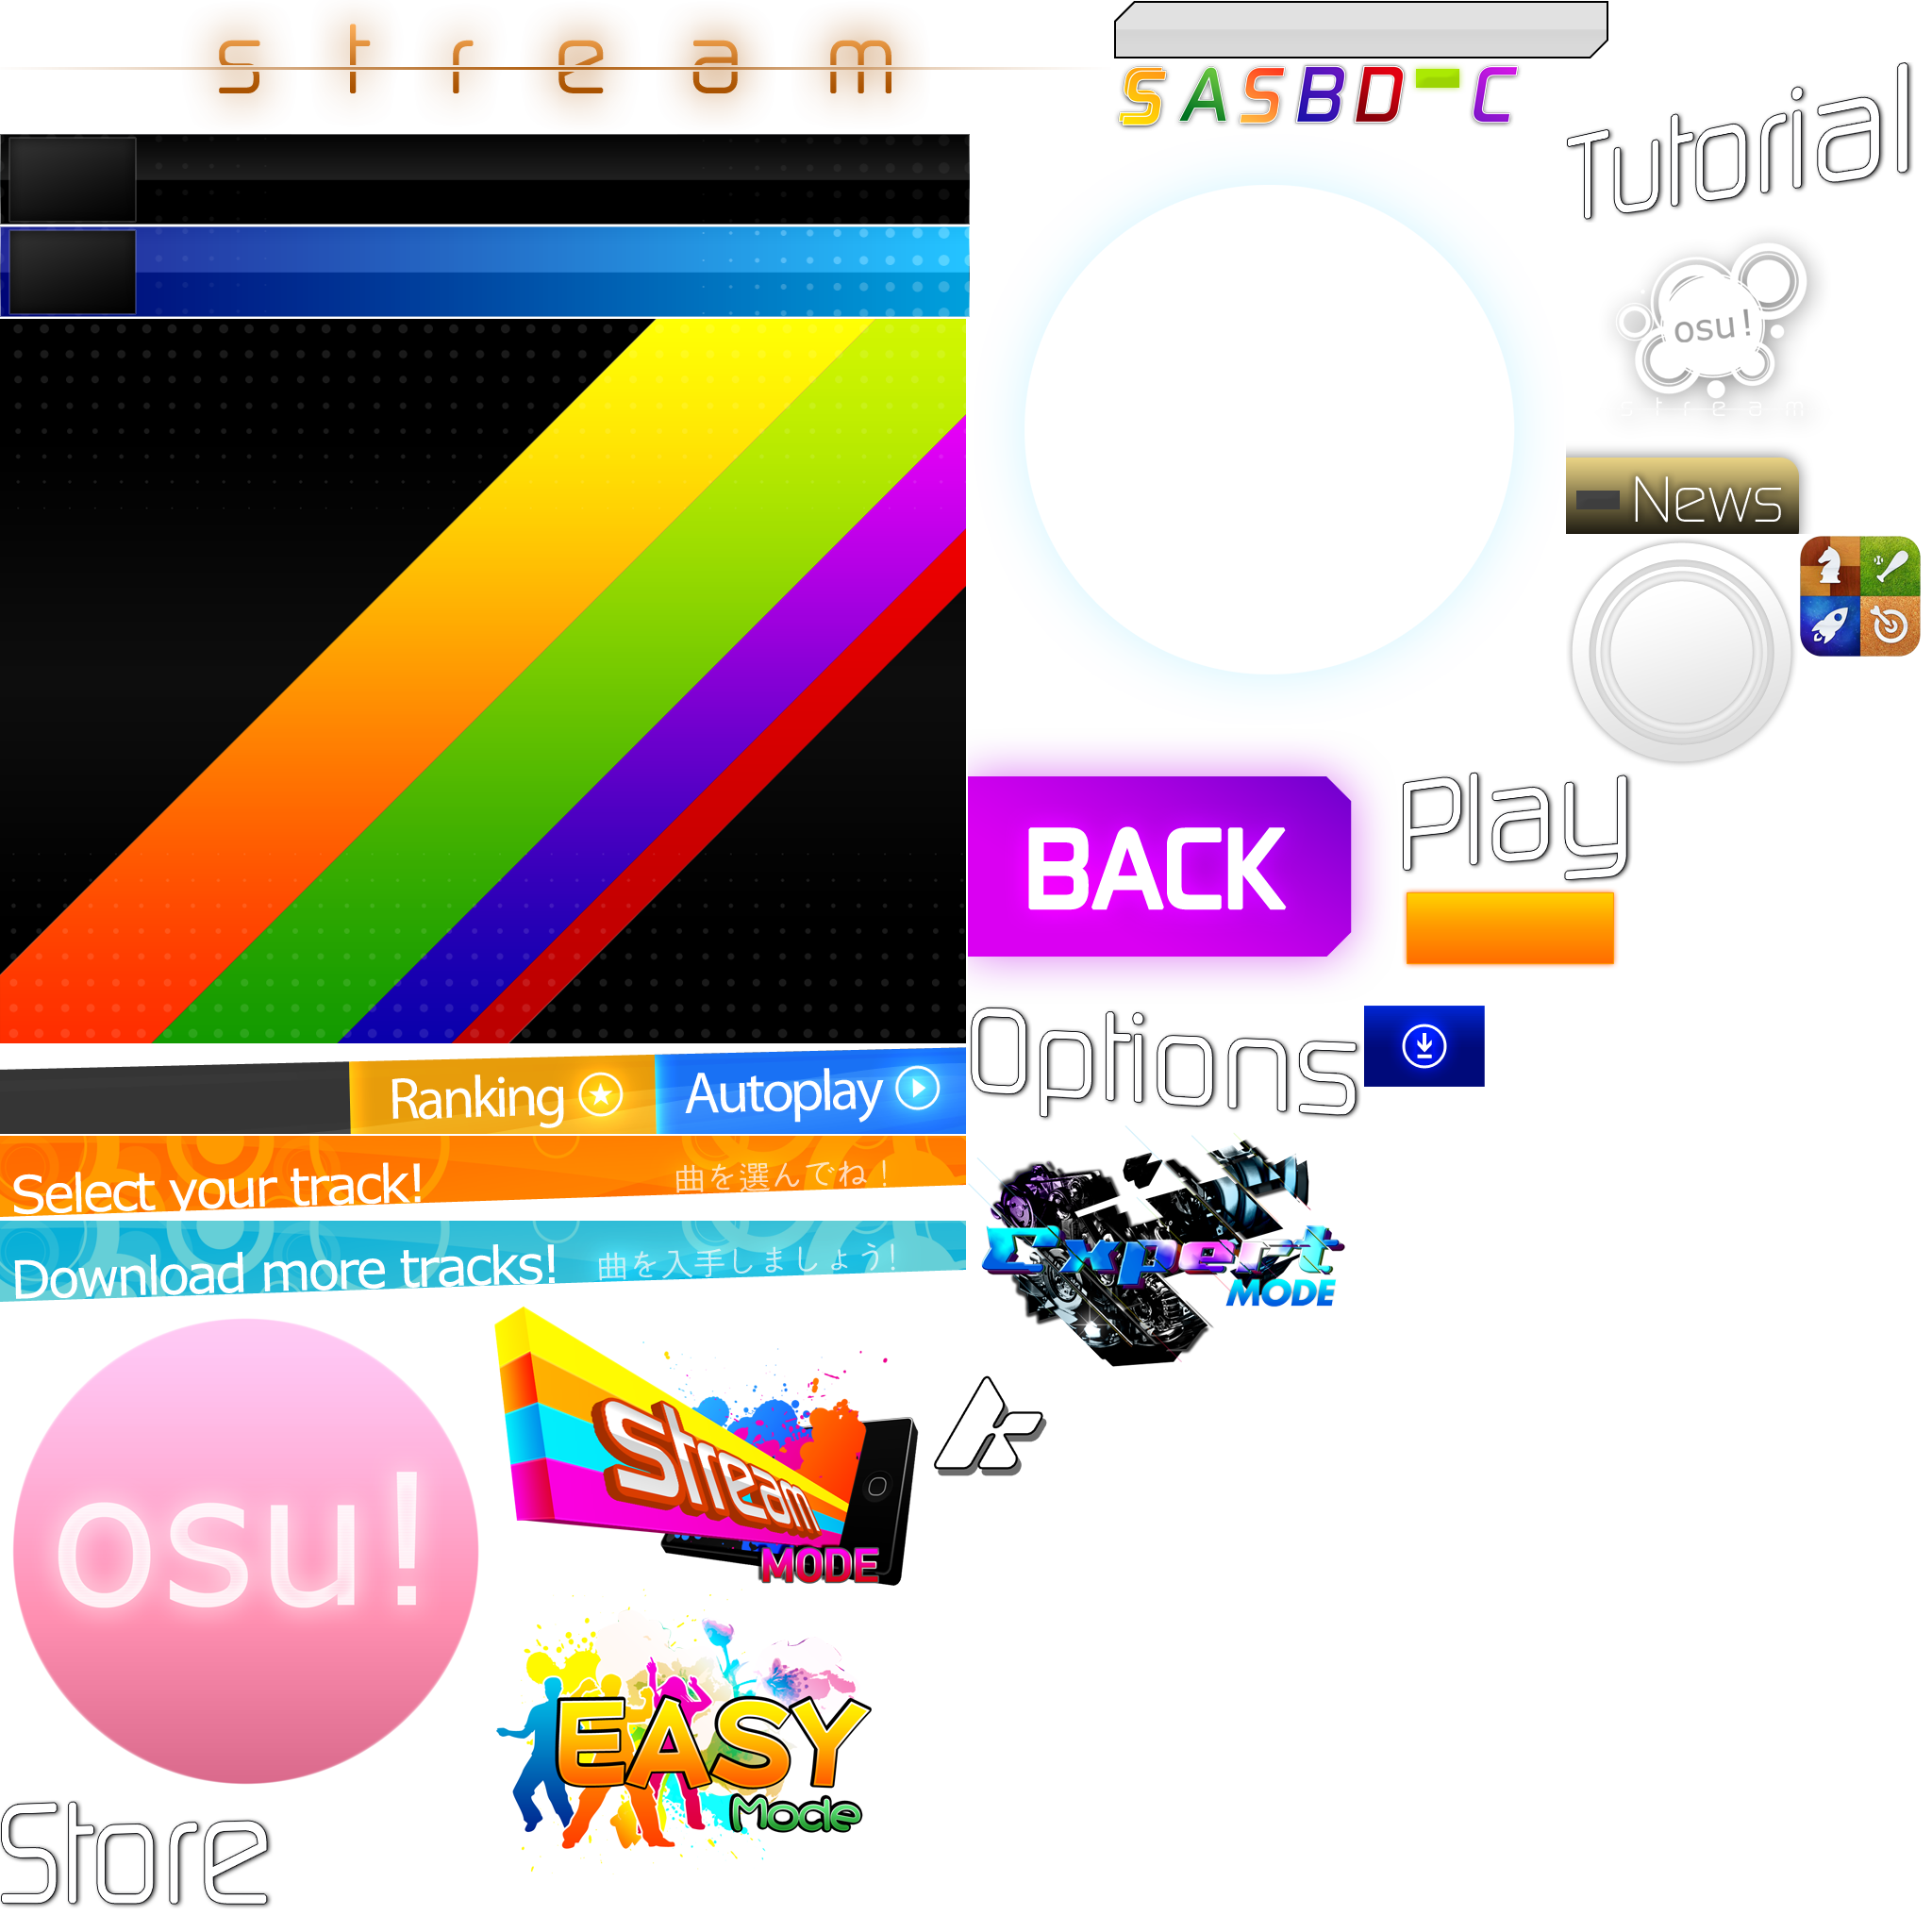 stream
SASBD-C
Tutorial
osu!
stream
News
BACK
Play
Options
Ranking
Autoplay
Select your track!
曲を選んでね！
Download more tracks!
曲を入手しましょう!
Expert
MODE
osu!
Stream
MODE
EASY
Mode
Store